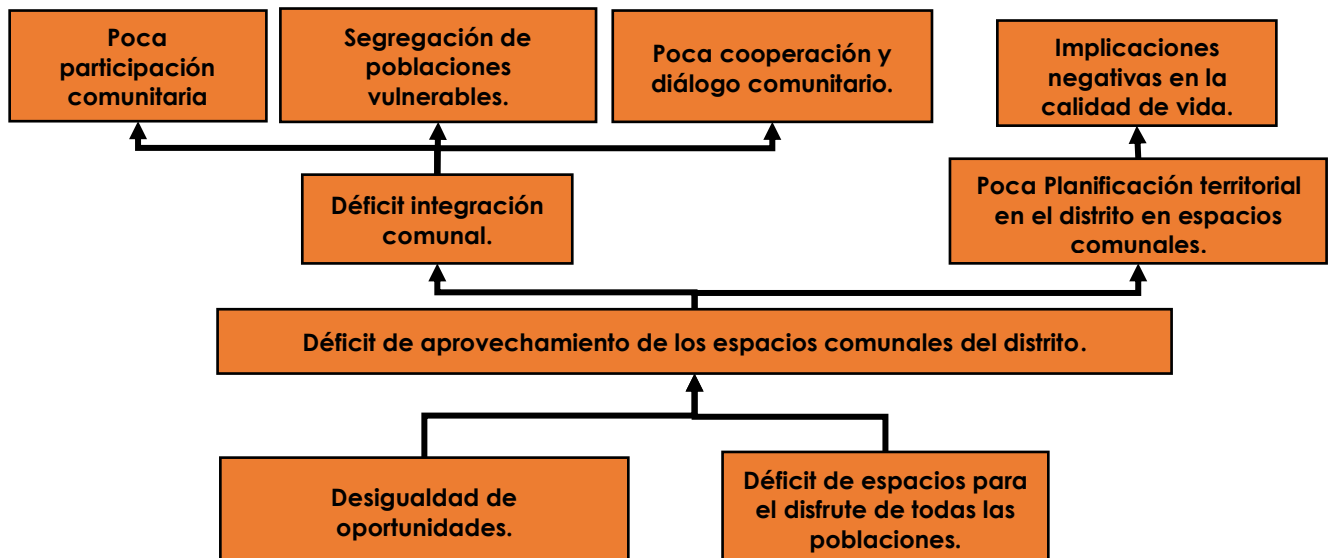 Poca
participación
comunitaria
Segregación de
poblaciones
vulnerables.
Poca cooperación y
diálogo comunitario.
Implicaciones
negativas en la
calidad de vida.
Déficit integración
comunal.
Poca Planificación territorial
en el distrito en espacios
comunales.
Déficit de aprovechamiento de los espacios comunales del distrito.
Desigualdad de
oportunidades.
Déficit de espacios para
el disfrute de todas las
poblaciones.